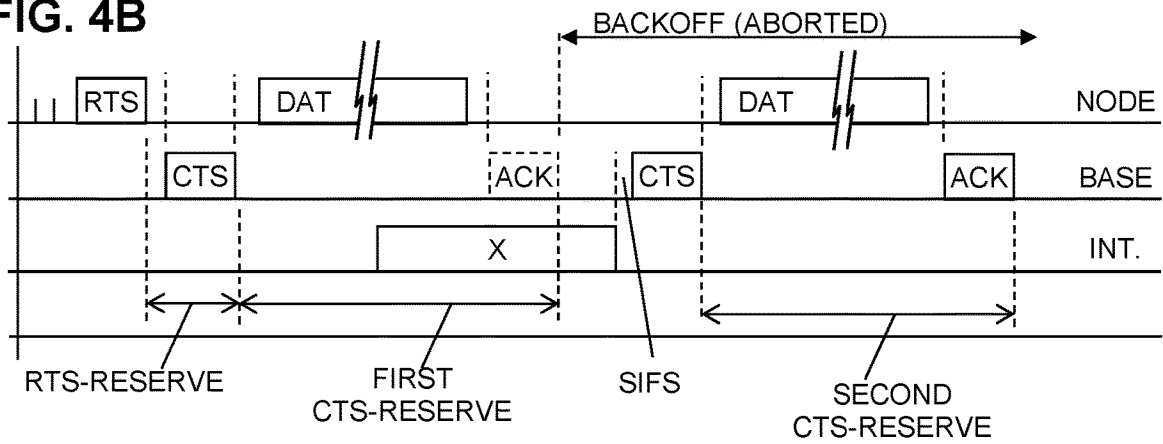 FIG. 4B
BACKOFF (ABORTED)
RTS
DAT
DAT
NODE
CTS
ACK
CTS
ACK
BASE
X
INT.
RTS-RESERVE
FIRST
CTS-RESERVE
SIFS
SECOND
CTS-RESERVE